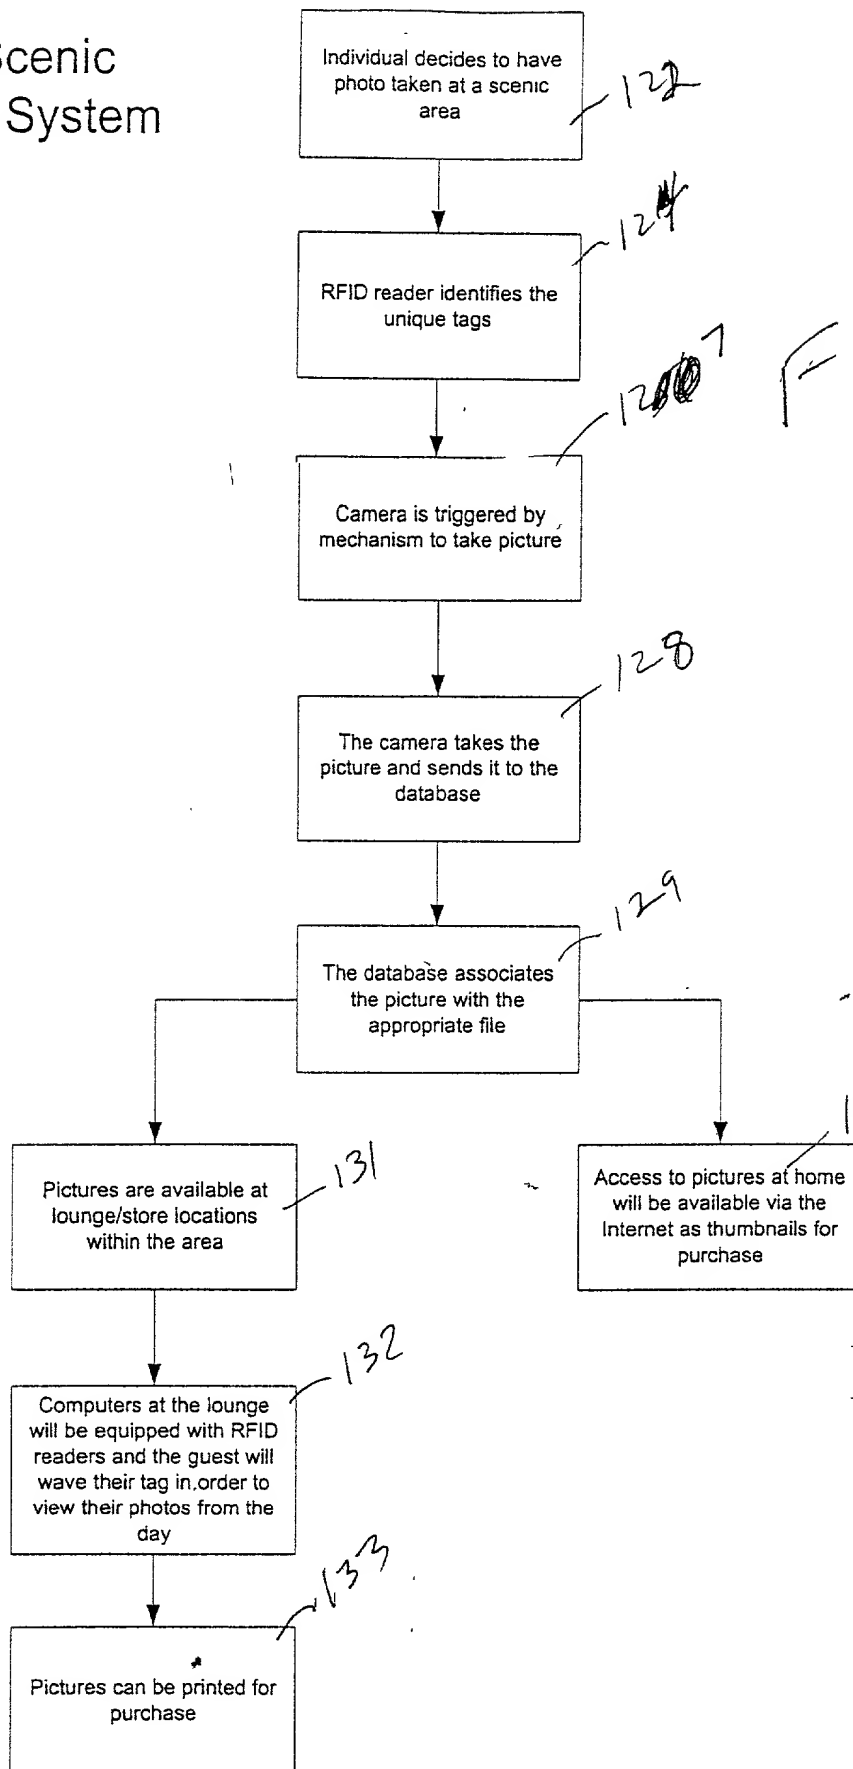 Scenic
System
Individual decides to have
photo taken at a scenic
area
122
RFID reader identifies the
unique tags
124
Camera is triggered by
mechanism to take picture
127
F
The camera takes the
picture and sends it to the
database
128
The database associates
the picture with the
appropriate file
129
Pictures are available at
lounge/store locations
within the area
131
Access to pictures at home
will be available via the
Internet as thumbnails for
purchase
1
Computers at the lounge
will be equipped with RFID
readers and the guest will
wave their tag in order to
view their photos from the
day
132
Pictures can be printed for
purchase
133